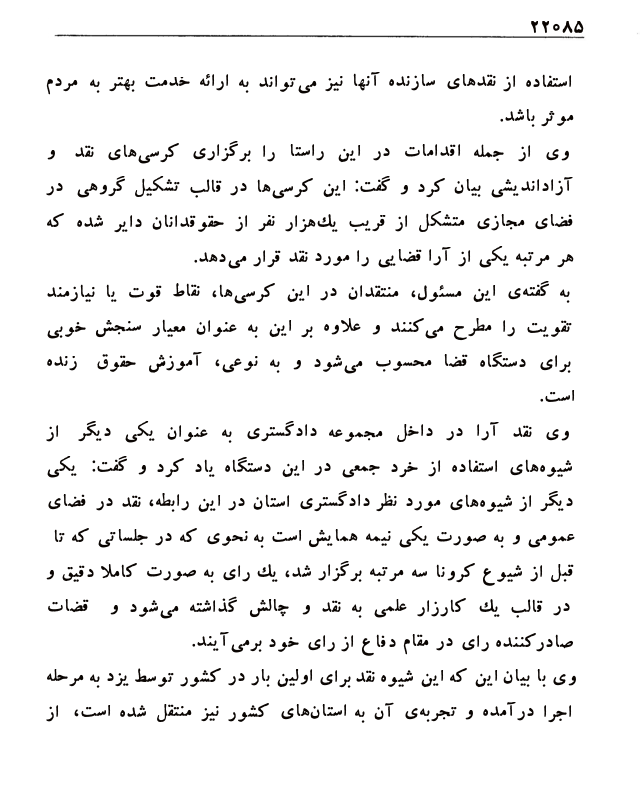 ۲۲۰۸۵
استفاده از نقدهای سازنده آنها نیز می‌تواند به ارائه خدمت بهتر به مردم
موثر باشد.
وی از جمله اقدامات در این راستا را برگزاری کرسی‌های نقد و
آزاداندیشی بیان کرد و گفت: این کرسی‌ها در قالب تشکیل گروهی در
فضای مجازی متشکل از قریب یك‌هزار نفر از حقوقدانان دایر شده که
هر مرتبه یکی از آرا قضایی را مورد نقد قرار می‌دهد.
به گفته‌ی این مسئول، منتقدان در این کرسی‌ها، نقاط قوت یا نیازمند
تقویت را مطرح می‌کنند و علاوه بر این به عنوان معیار سنجش خوبی
برای دستگاه قضا محسوب می‌شود و به نوعی، آموزش حقوق زنده
است.
وی نقد آرا در داخل مجموعه دادگستری به عنوان یکی دیگر از
شیوه‌های استفاده از خرد جمعی در این دستگاه یاد کرد و گفت: یکی
دیگر از شیوه‌های مورد نظر دادگستری استان در این رابطه، نقد در فضای
عمومی و به صورت یکی نیمه همایش است به نحوی که در جلساتی که تا
قبل از شیوع کرونا سه مرتبه برگزار شد، یك رای به صورت کاملا دقیق و
در قالب یك کارزار علمی به نقد و چالش گذاشته می‌شود و قضات
صادرکننده رای در مقام دفاع از رای خود برمی‌آیند.
وی با بیان این که این شیوه نقد برای اولین بار در کشور توسط یزد به مرحله
اجرا درآمده و تجربه‌ی آن به استان‌های کشور نیز منتقل شده است، از